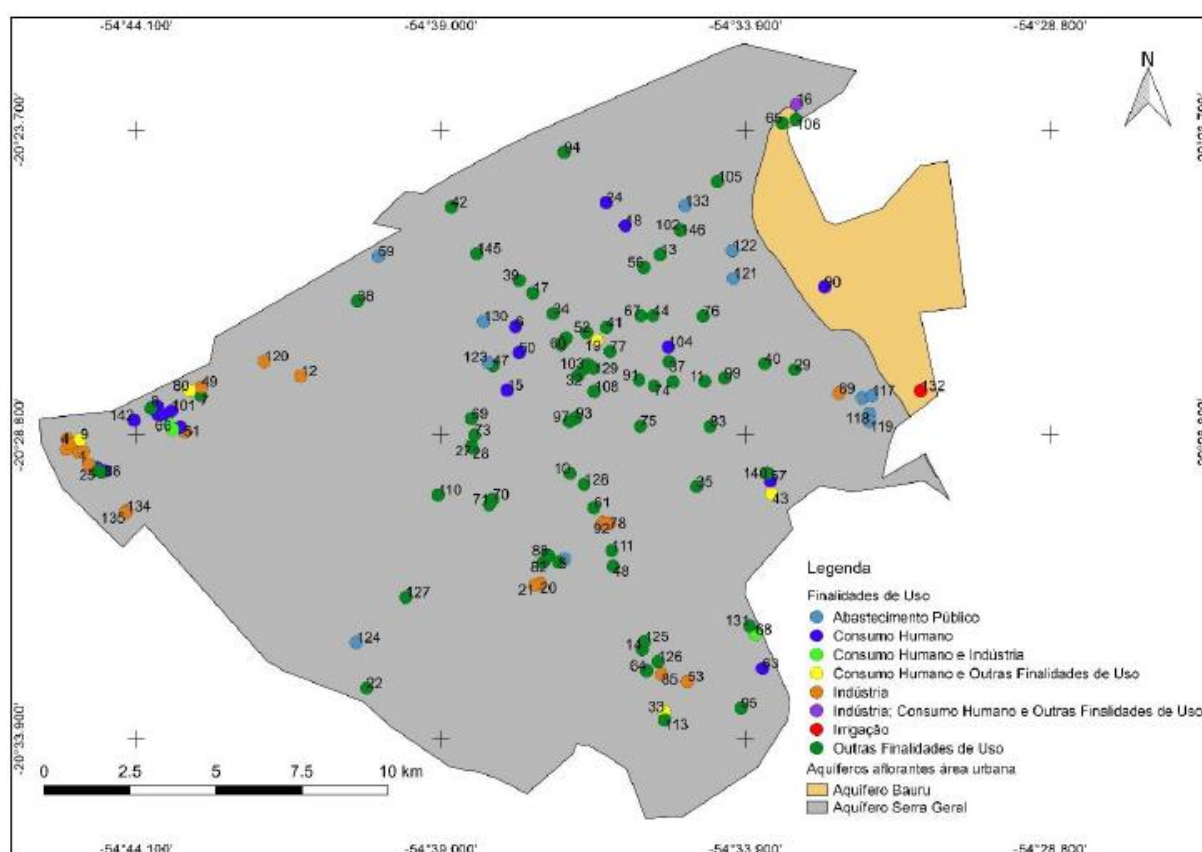 -54°44.100' -54°39.000' -54°33.900' -54°28.800'
N
-20°23.700'
16
65 106
94
105
24 133
42
18
102 146
122
145 13
59
56
121
39
90
38 17
34 67 44 76
130 6 52 41
19
60 77 104
50
120 123 47 103 129 37 40 29
12 32 91 74 11 99
80 49 15 108 69 117 132
7
101 118
142 66 51 97 93 75 83 119
-20°28.800'
9 73
4 27 28
1
25 36 10 140 57
128 35 43
110 71 70
61
134 135 92 78
111
88
82 48
21 20
127
131 68
124 125
14
126 63
64 85 53
22
33 95
113
-20°33.900'
Legenda
Finalidades de Uso
Abastecimento Público
Consumo Humano
Consumo Humano e Indústria
Consumo Humano e Outras Finalidades de Uso
Indústria
Indústria; Consumo Humano e Outras Finalidades de Uso
Irrigação
Outras Finalidades de Uso
Aquíferos aflorantes área urbana
Aquífero Bauru
Aquífero Serra Geral
0 2.5 5 7.5 10 km
-54°44.100' -54°39.000' -54°33.900' -54°28.800'